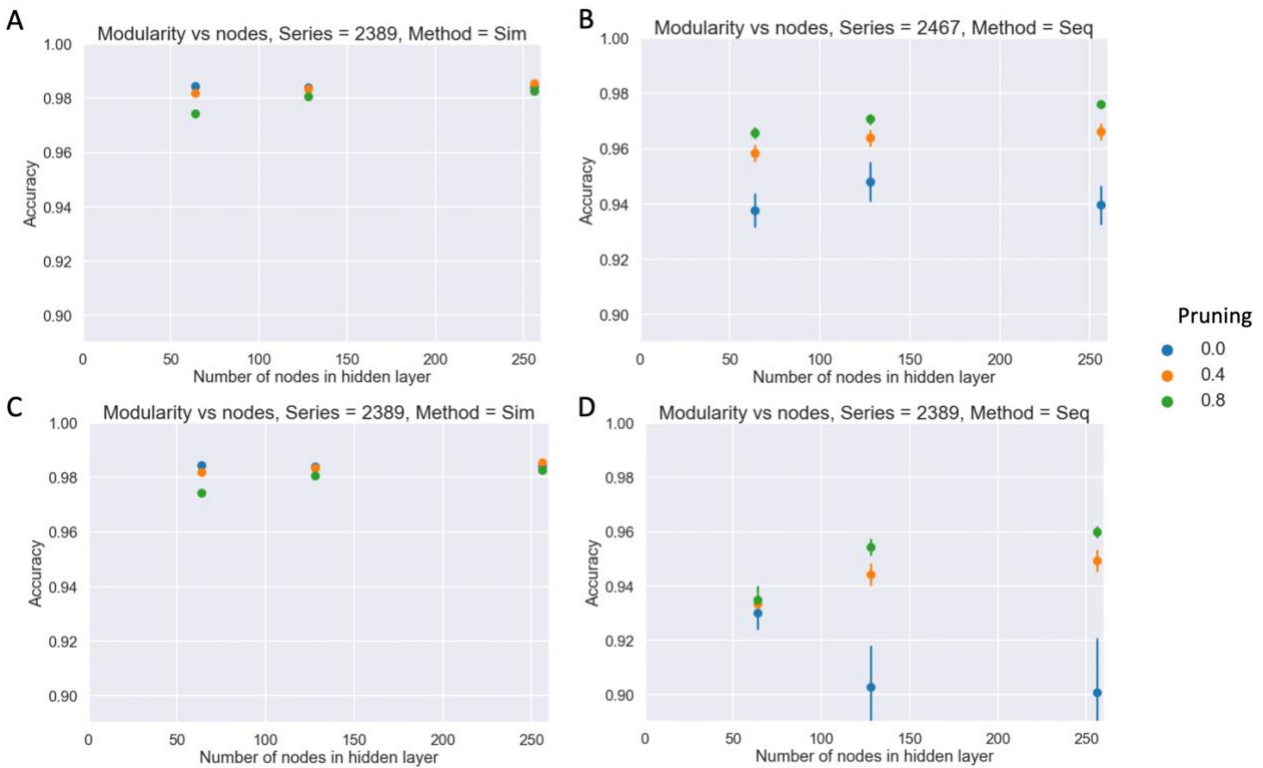 A
Modularity vs nodes, Series = 2389, Method = Sim
1.00
0.98
0.96
0.94
0.92
0.90
Accuracy
0 50 100 150 200 250
Number of nodes in hidden layer
B
Modularity vs nodes, Series = 2467, Method = Seq
1.00
0.98
0.96
0.94
0.92
0.90
Accuracy
0 50 100 150 200 250
Number of nodes in hidden layer
Pruning
0.0
0.4
0.8
C
Modularity vs nodes, Series = 2389, Method = Sim
1.00
0.98
0.96
0.94
0.92
0.90
Accuracy
0 50 100 150 200 250
Number of nodes in hidden layer
D
Modularity vs nodes, Series = 2389, Method = Seq
1.00
0.98
0.96
0.94
0.92
0.90
Accuracy
0 50 100 150 200 250
Number of nodes in hidden layer